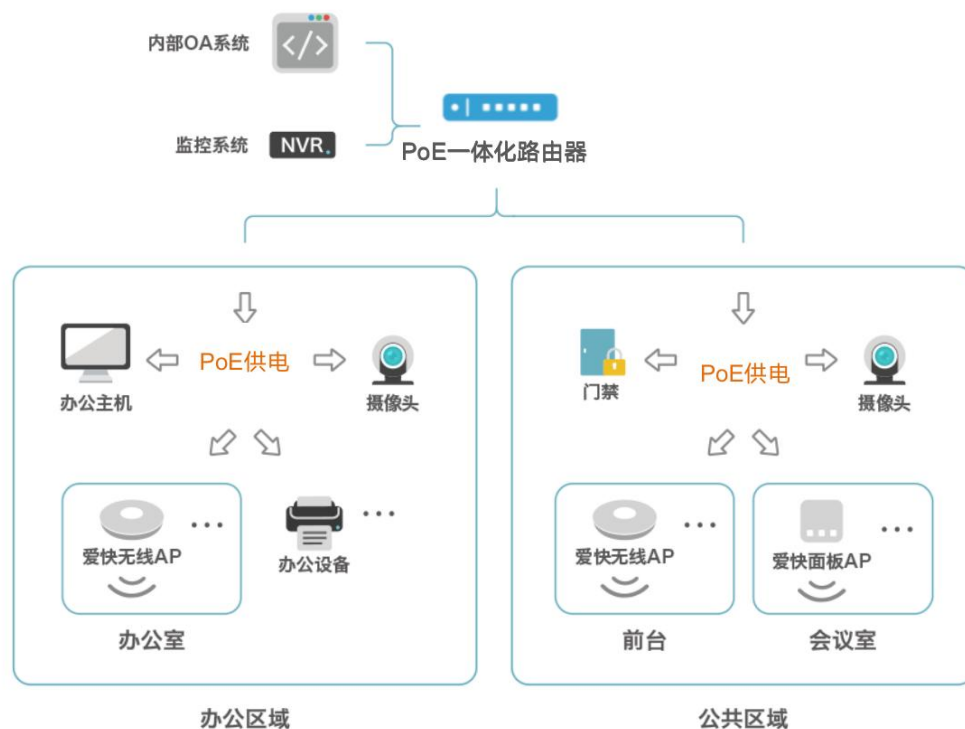 内部OA系统
监控系统
NVR
PoE一体化路由器
PoE供电
办公主机
摄像头
爱快无线AP
办公设备
办公室
办公区域
PoE供电
门禁
摄像头
爱快无线AP
爱快面板AP
前台
会议室
公共区域